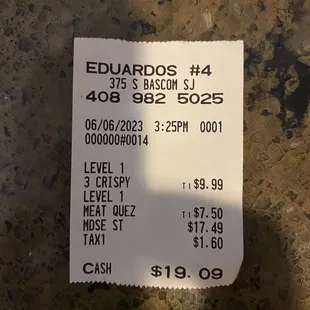 EDUARDOS #4
375 S BASCOM SJ
408 982 5025
06/06/2023 3:25PM 0001
000000#0014
LEVEL 1
3 CRISPY T1 $9.99
LEVEL 1
MEAT QUEZ T1 $7.50
MDSE ST $17.49
TAX1 $1.60
CASH $19.09